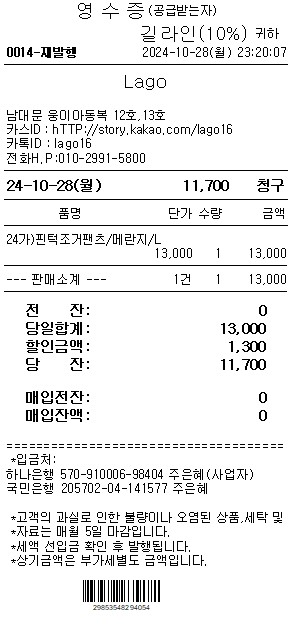 영 수 증 (공급받는자)
길라인(10%) 귀하
0014-재발행 2024-10-28(월) 23:20:07
Lago
남대문 웅이아동복 12호,13호
카스ID : hTTP://story.kakao.com/lago16
카톡ID : lago16
전화H.P:010-2991-5800
24-10-28(월) 11,700 청구
품명 단가 수량 금액
24가)핀턱조거팬츠/메란지/L
13,000 1 13,000
--- 판매소계 --- 1건 1 13,000
전 잔: 0
당일합계: 13,000
할인금액: 1,300
당 잔: 11,700
매입전잔: 0
매입잔액: 0
=====================================
*입금처:
하나은행 570-910006-98404 주은혜(사업자)
국민은행 205702-04-141577 주은혜
*고객의 과실로 인한 불량이나 오염된 상품,세탁 및
*자료는 매월 5일 마감입니다.
*세액 선입금 확인 후 발행됩니다.
*상기금액은 부가세별도 금액입니다.
29853548294054